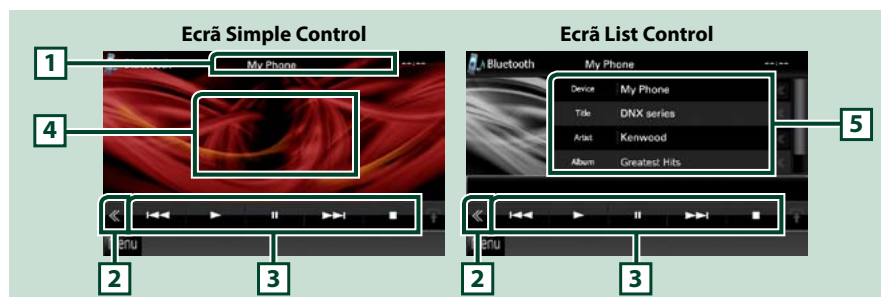 Ecrã Simple Control
Ecrã List Control
1
My Phone
--:--
4
2
3
Bluetooth
My Phone
--:--
Device My Phone
Title DNX series
Artist Kenwood
Album Greatest Hits
5
2
3